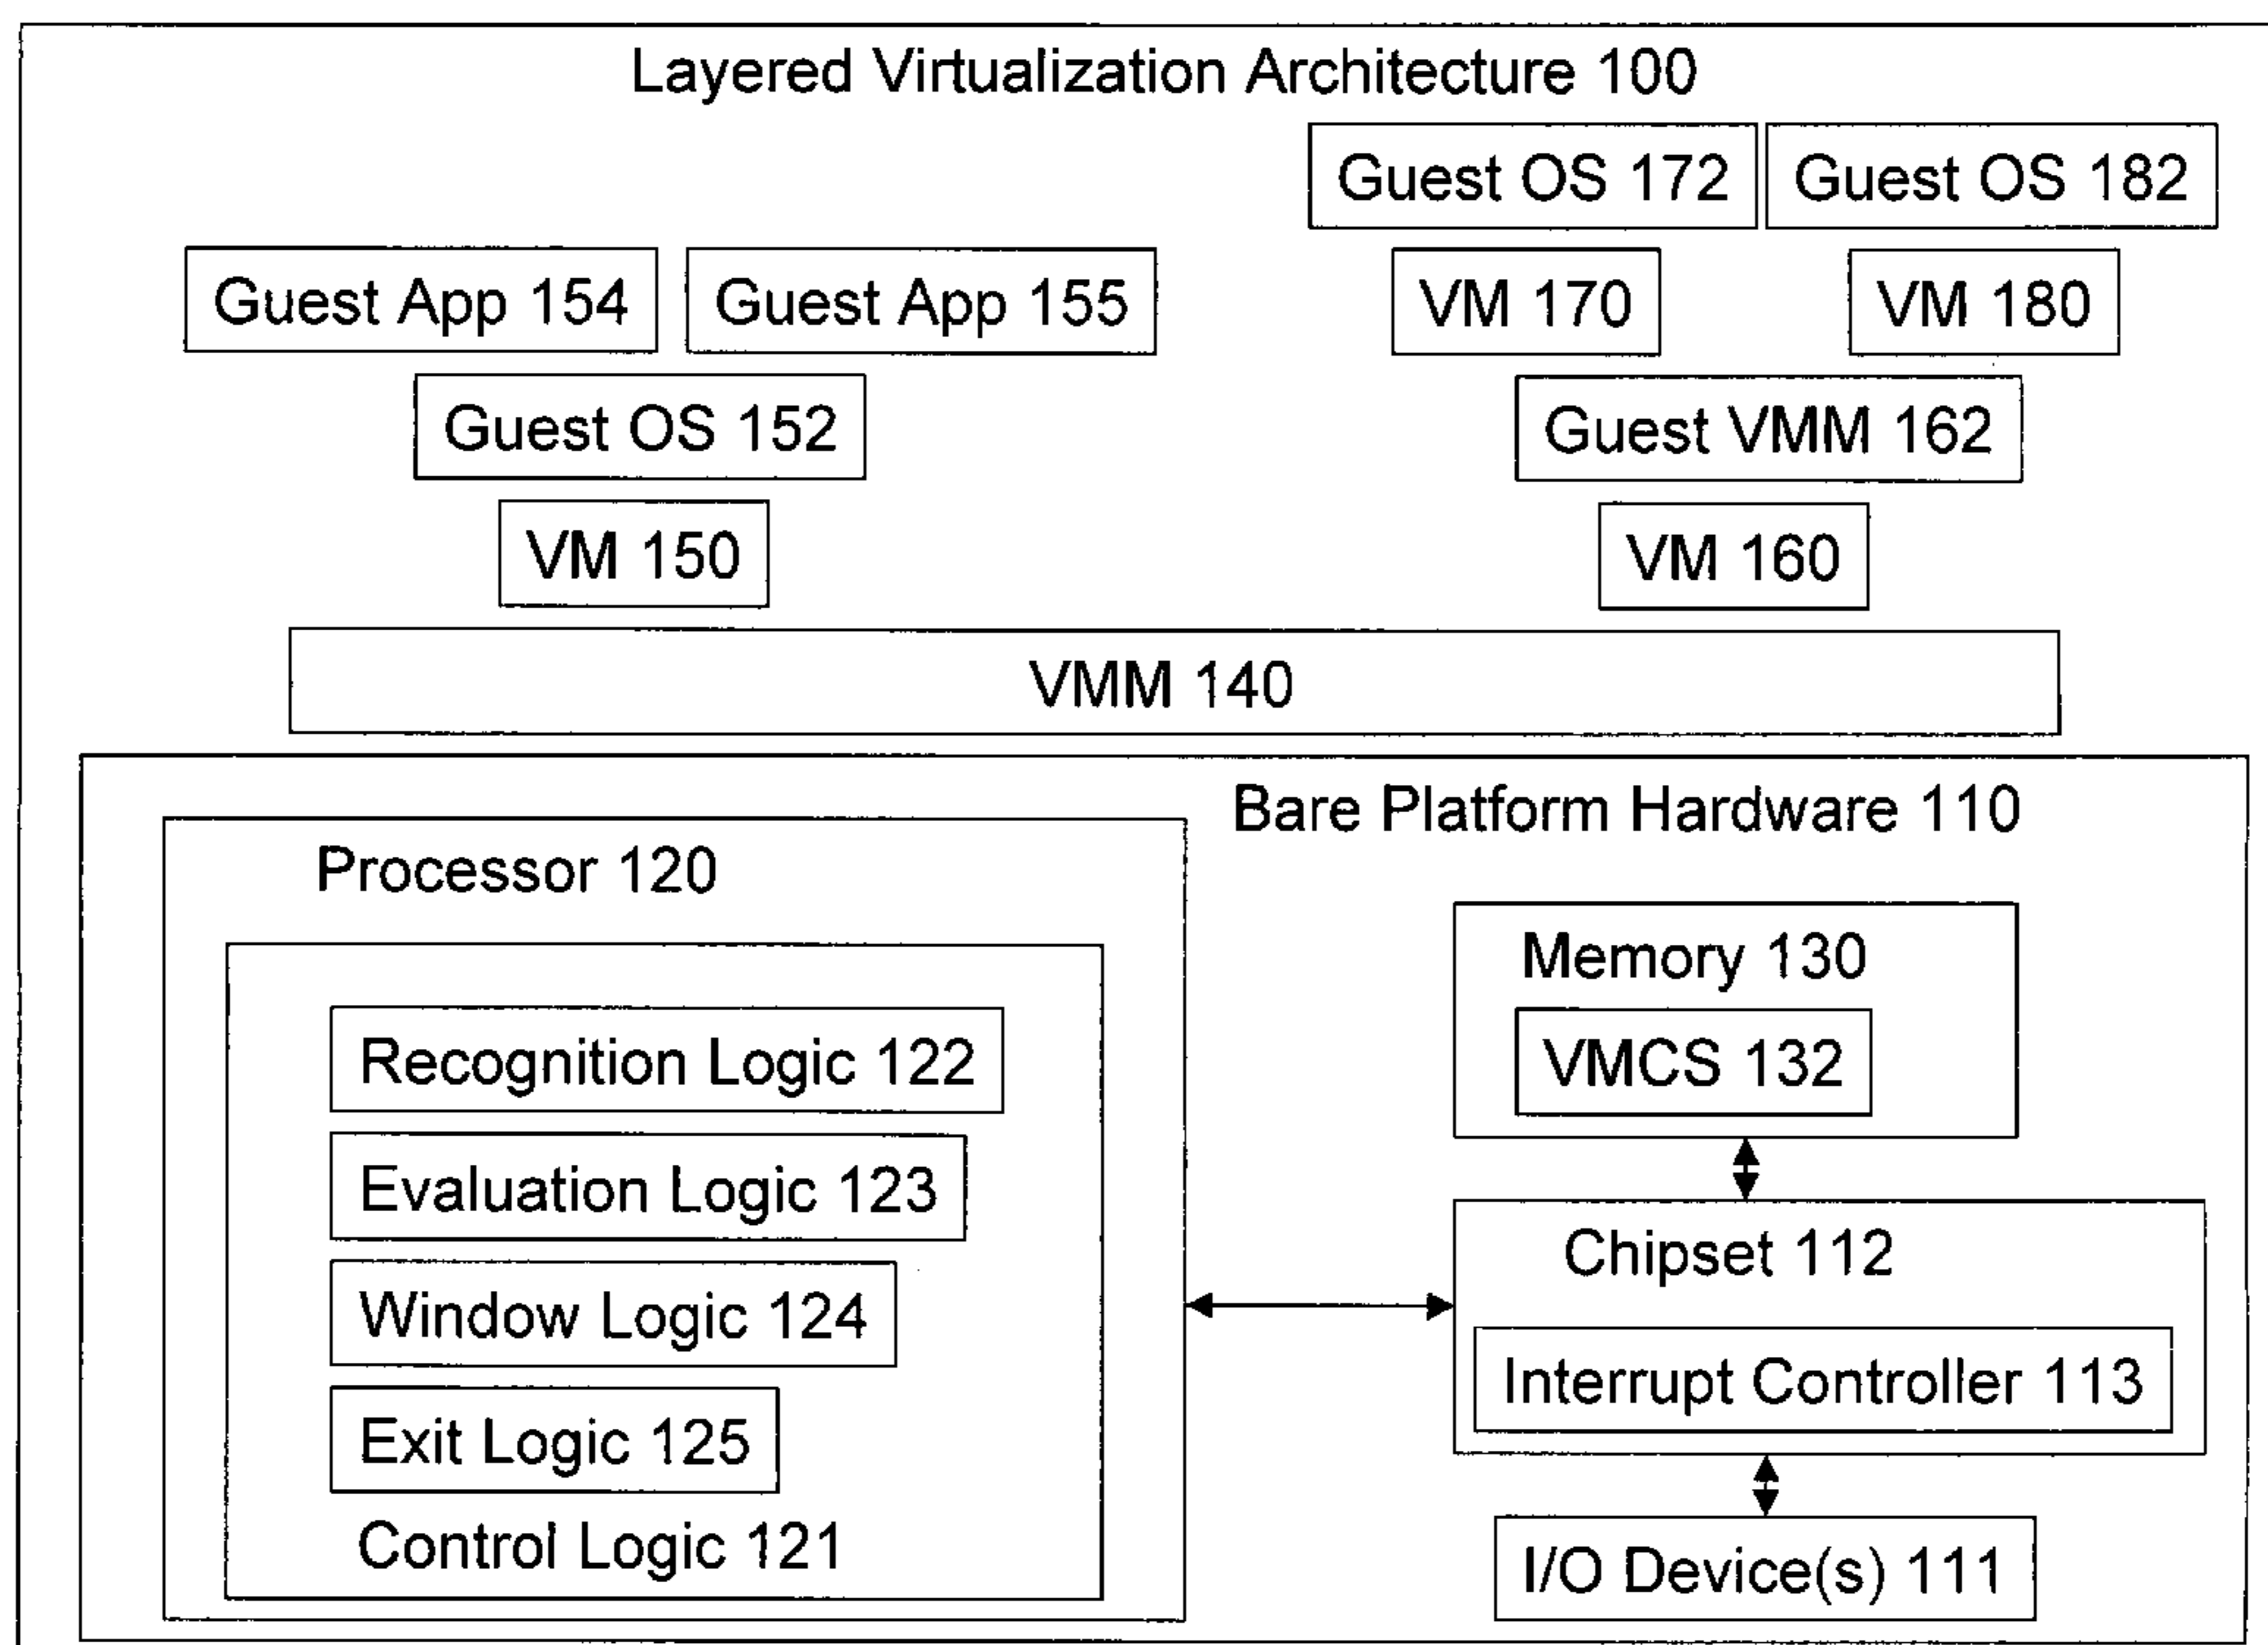 Layered Virtualization Architecture 100
Guest OS 172
Guest OS 182
Guest App 154
Guest App 155
VM 170
VM 180
Guest OS 152
Guest VMM 162
VM 150
VM 160
VMM 140
Bare Platform Hardware 110
Processor 120
Recognition Logic 122
Evaluation Logic 123
Window Logic 124
Exit Logic 125
Control Logic 121
Memory 130
VMCS 132
Chipset 112
Interrupt Controller 113
I/O Device(s) 111